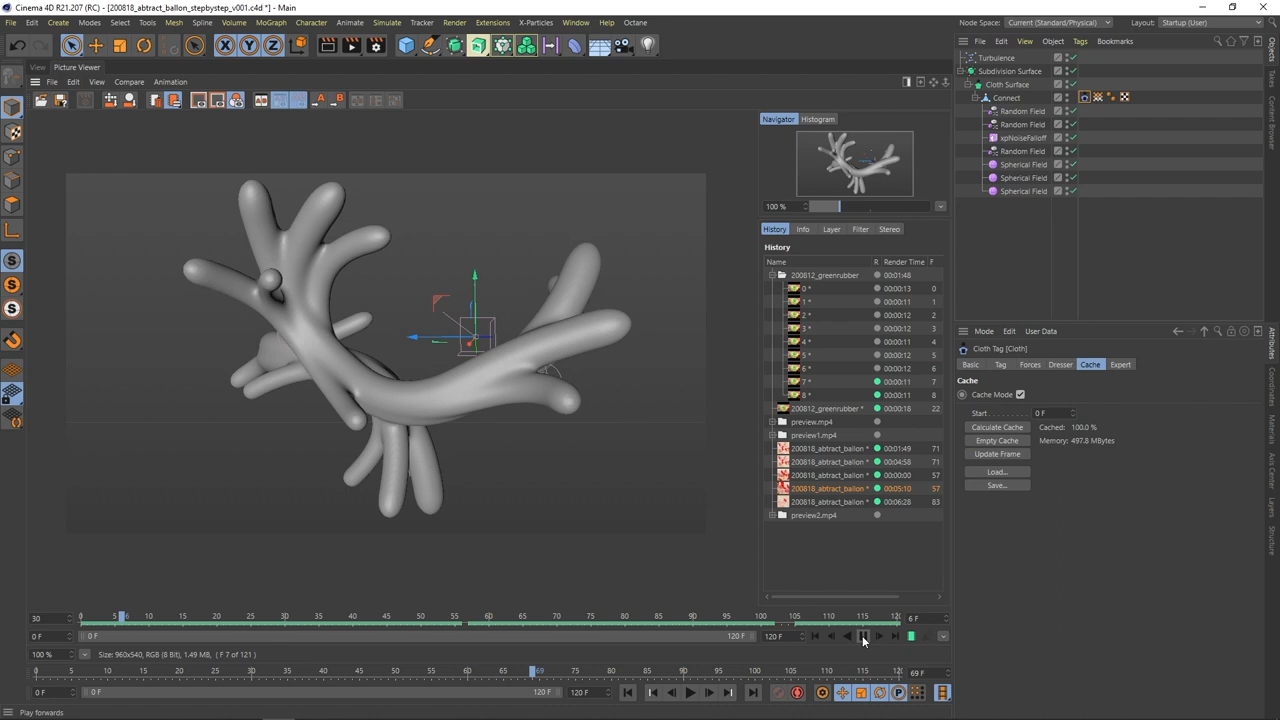 Cinema 4D R21.207 (RC) - [200818_abtract_ballon_stepbystep_v001.c4d *] - Main
File Edit Create Modes Select Tools Mesh Spline Volume MoGraph Character Animate Simulate Tracker Render Extensions X-Particles Window Help Octane
Node Space: Current (Standard/Physical) Layout: Startup (User)
X Y Z
View Picture Viewer
File Edit View Compare Animation
File Edit View Object Tags Bookmarks
Turbulence
Subdivision Surface
Cloth Surface
Connect
Random Field
Random Field
xpNoiseFalloff
Random Field
Spherical Field
Spherical Field
Spherical Field
Objects
Takes
Content Browser
Navigator Histogram
100 %
History Info Layer Filter Stereo
History
Name R Render Time F
200812_greenrubber 00:01:48
0 * 00:00:13 0
1 * 00:00:11 1
2 * 00:00:12 2
3 * 00:00:12 3
4 * 00:00:11 4
5 * 00:00:12 5
6 * 00:00:12 6
7 * 00:00:11 7
8 * 00:00:11 8
200812_greenrubber * 00:00:18 22
preview.mp4
preview1.mp4
200818_abtract_ballon * 00:01:49 71
200818_abtract_ballon * 00:04:58 71
200818_abtract_ballon * 00:00:00 57
200818_abtract_ballon * 00:05:10 57
200818_abtract_ballon * 00:06:28 83
preview2.mp4
Mode Edit User Data
Cloth Tag [Cloth]
Basic Tag Forces Dresser Cache Expert
Cache
Cache Mode
Start 0 F
Calculate Cache Cached: 100.0 %
Empty Cache Memory: 497.8 MBytes
Update Frame
Load...
Save...
Attributes
Coordinates
Materials
Axis Center
Layers
Structure
30 0 5 6 10 15 20 25 30 35 40 45 50 55 60 65 70 75 80 85 90 95 100 105 110 115 6 F
0 F 0 F 120 F 120 F
100 % Size: 960x540, RGB (8 Bit), 1.49 MB, ( F 7 of 121 )
0 5 10 15 20 25 30 35 40 45 50 55 60 65 69 75 80 85 90 95 100 105 110 115 69 F
0 F 0 F 120 F 120 F
Play forwards